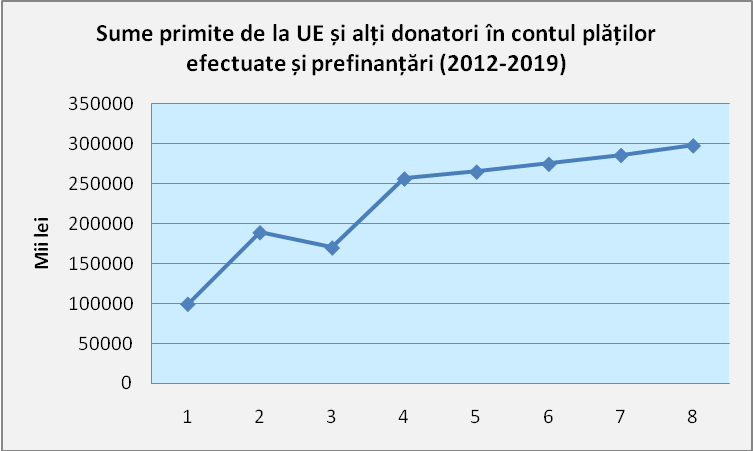 Sume primite de la UE și alți donatori în contul plăților
efectuate și prefinanțări (2012-2019)
350000
300000
250000
200000
150000
100000
50000
0
Mii lei
1 2 3 4 5 6 7 8